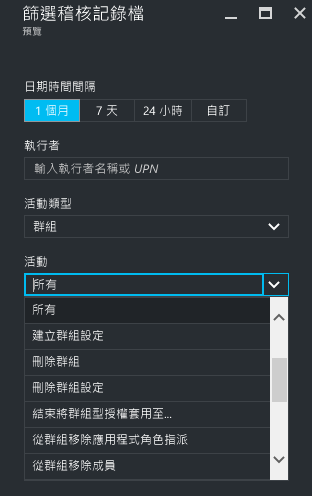 篩選稽核記錄檔
預覽
日期時間間隔
1 個月 7 天 24 小時 自訂
執行者
輸入執行者名稱或 UPN
活動類型
群組
活動
所有
所有
建立群組設定
刪除群組
刪除群組設定
結束將群組型授權套用至...
從群組移除應用程式角色指派
從群組移除成員